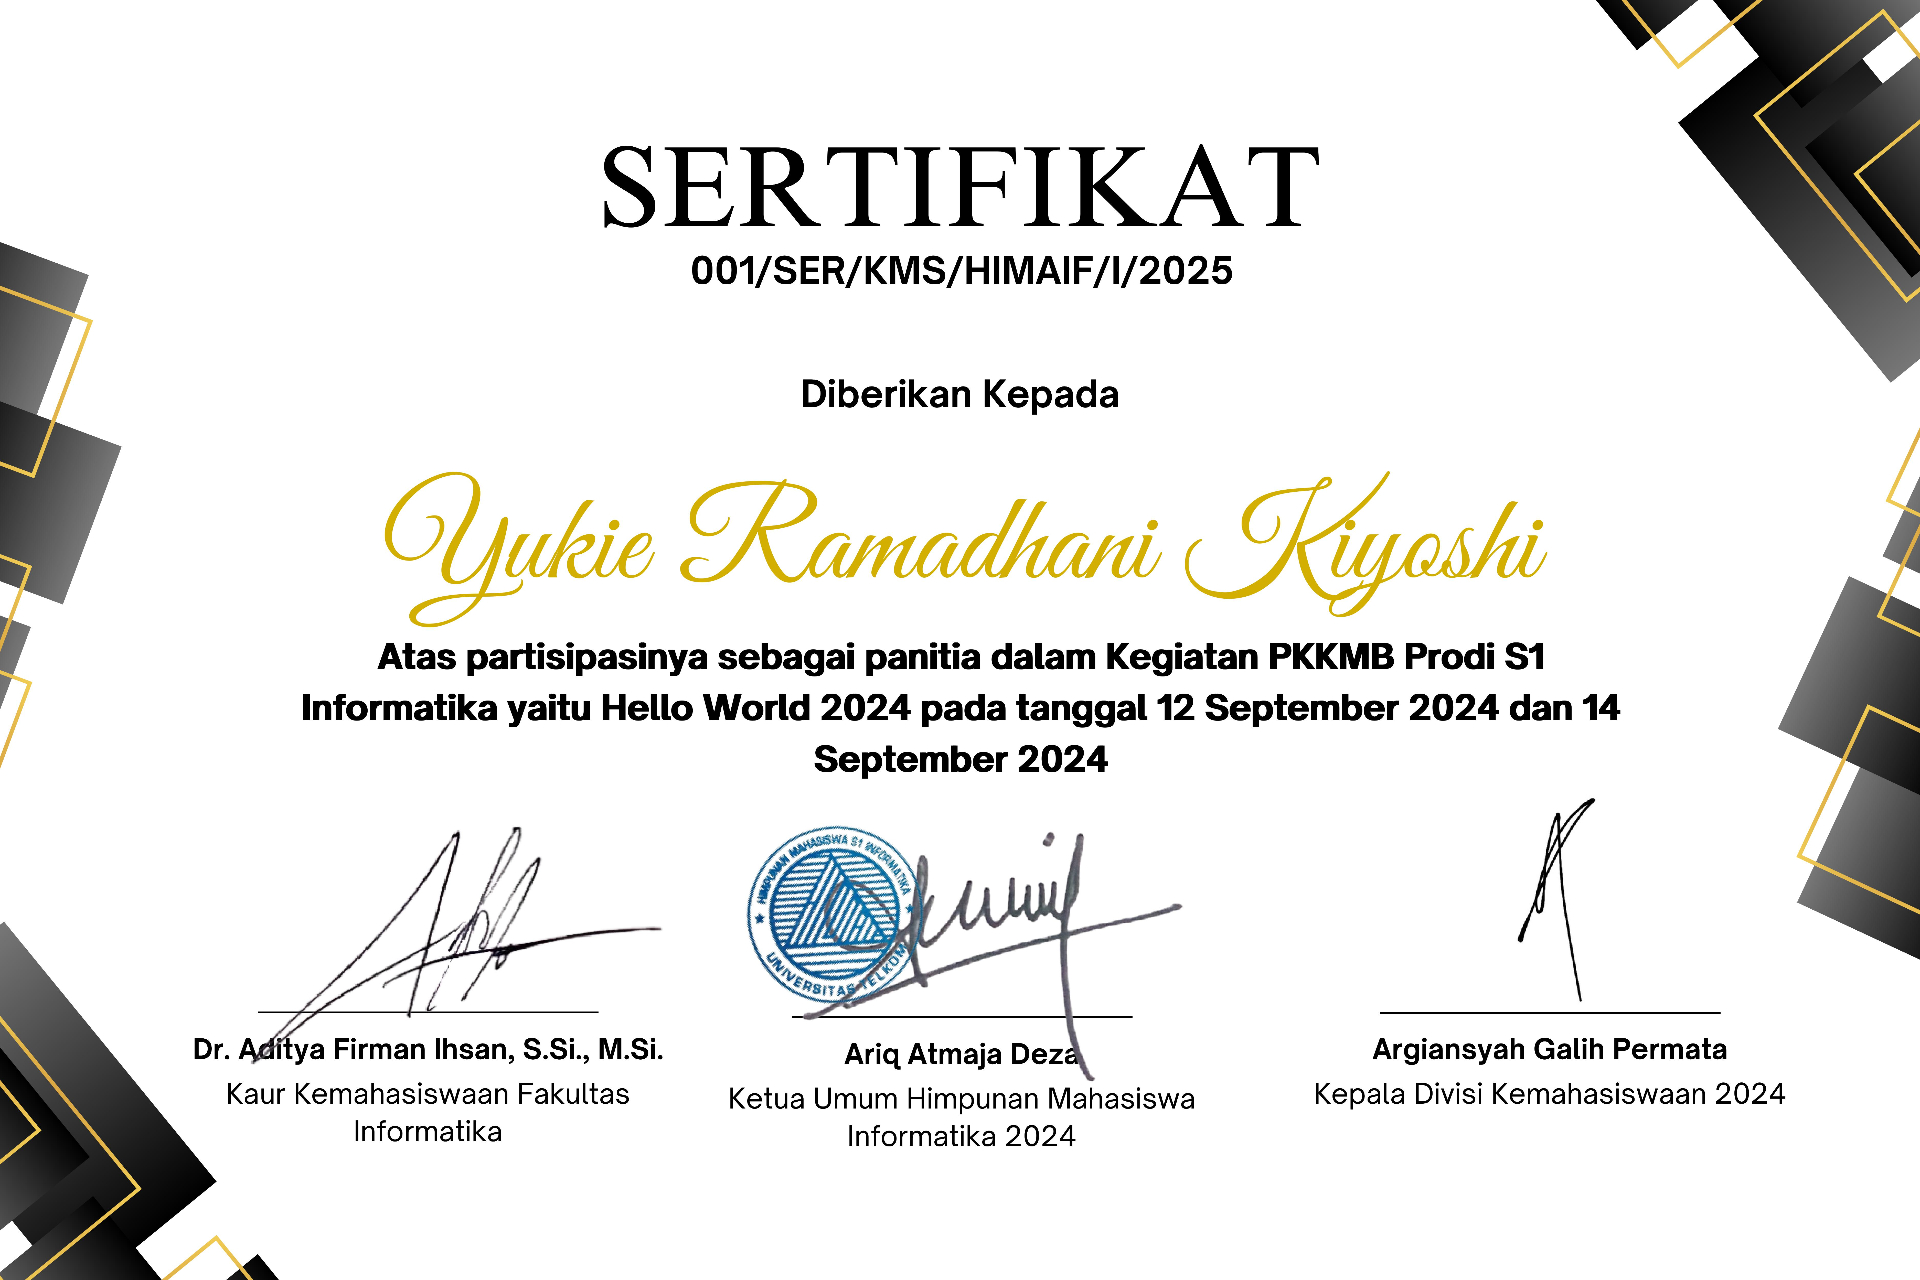 SERTIFIKAT
001/SER/KMS/HIMAIF/I/2025
Diberikan Kepada
Yukie Ramadhani Kiyoshi
Atas partisipasinya sebagai panitia dalam Kegiatan PKKMB Prodi S1
Informatika yaitu Hello World 2024 pada tanggal 12 September 2024 dan 14
September 2024
HIMPUNAN MAHASISWA S1 INFORMATIKA
UNIVERSITAS TELKOM
Dr. Aditya Firman Ihsan, S.Si., M.Si.
Kaur Kemahasiswaan Fakultas
Informatika
Ariq Atmaja Deza
Ketua Umum Himpunan Mahasiswa
Informatika 2024
Argiansyah Galih Permata
Kepala Divisi Kemahasiswaan 2024